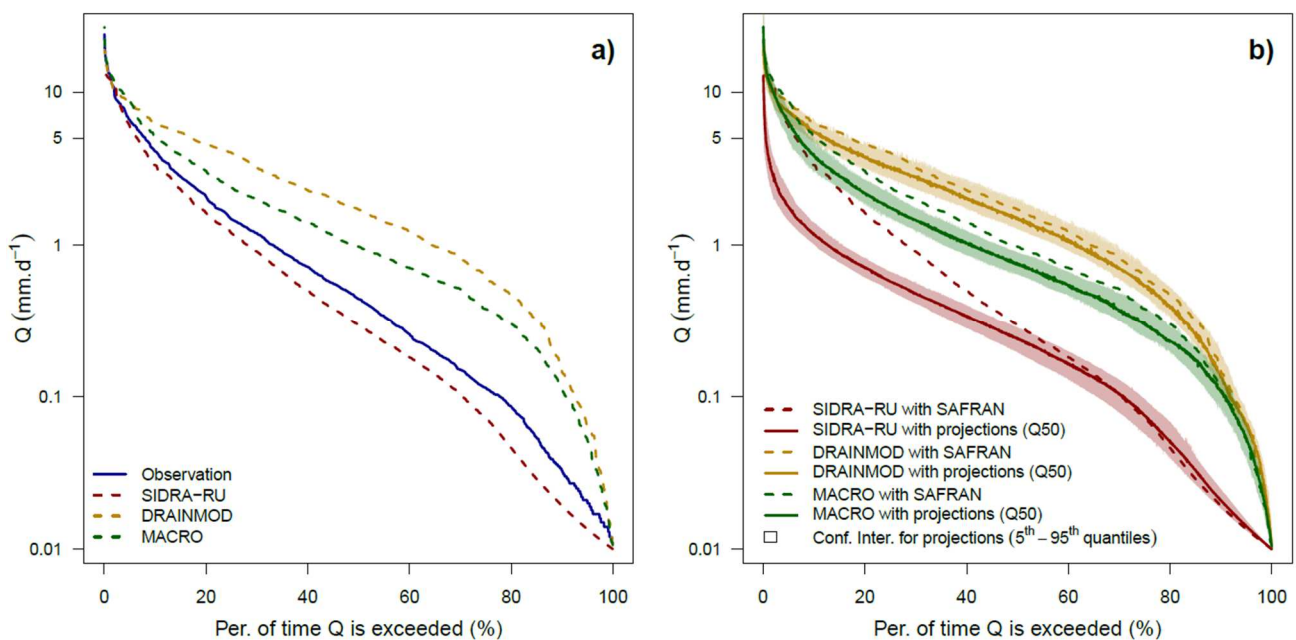 a)
10
5
1
0.1
0.01
Q (mm.d⁻¹)
Observation
SIDRA−RU
DRAINMOD
MACRO
0 20 40 60 80 100
Per. of time Q is exceeded (%)
b)
10
5
1
0.1
0.01
Q (mm.d⁻¹)
SIDRA−RU with SAFRAN
SIDRA−RU with projections (Q50)
DRAINMOD with SAFRAN
DRAINMOD with projections (Q50)
MACRO with SAFRAN
MACRO with projections (Q50)
Conf. Inter. for projections (5ᵗʰ − 95ᵗʰ quantiles)
0 20 40 60 80 100
Per. of time Q is exceeded (%)